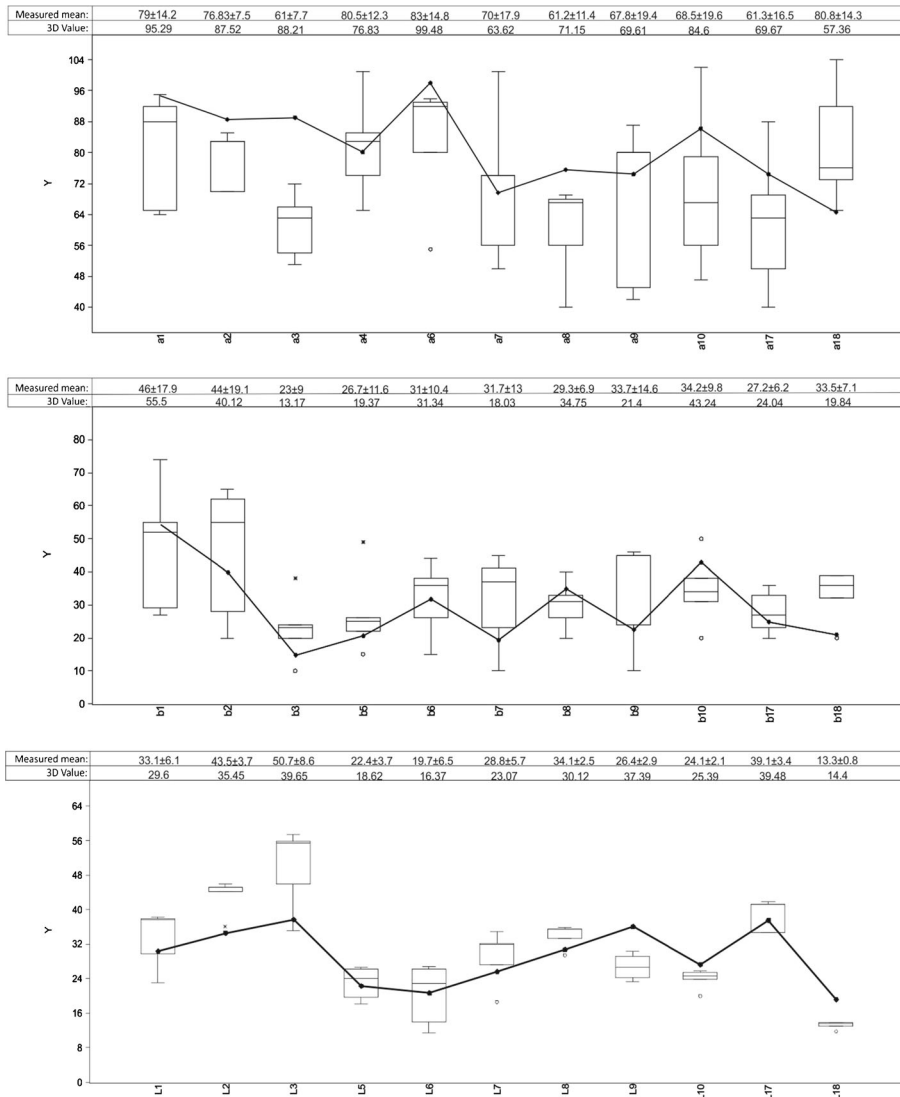 Measured mean: 79±14.2 76.83±7.5 61±7.7 80.5±12.3 83±14.8 70±17.9 61.2±11.4 67.8±19.4 68.5±19.6 61.3±16.5 80.8±14.3
3D Value: 95.29 87.52 88.21 76.83 99.48 63.62 71.15 69.61 84.6 69.67 57.36
104
96
88
80
72
Y
64
56
48
40
a1 a2 a3 a4 a6 a7 a8 a9 a10 a17 a18
Measured mean: 46±17.9 44±19.1 23±9 26.7±11.6 31±10.4 31.7±13 29.3±6.9 33.7±14.6 34.2±9.8 27.2±6.2 33.5±7.1
3D Value: 55.5 40.12 13.17 19.37 31.34 18.03 34.75 21.4 43.24 24.04 19.84
80
70
60
50
Y
40
30
20
10
0
b1 b2 b3 b5 b6 b7 b8 b9 b10 b17 b18
Measured mean: 33.1±6.1 43.5±3.7 50.7±8.6 22.4±3.7 19.7±6.5 28.8±5.7 34.1±2.5 26.4±2.9 24.1±2.1 39.1±3.4 13.3±0.8
3D Value: 29.6 35.45 39.65 18.62 16.37 23.07 30.12 37.39 25.39 39.48 14.4
64
56
48
40
Y
32
24
16
8
0
L1 L2 L3 L5 L6 L7 L8 L9 L10 L17 L18